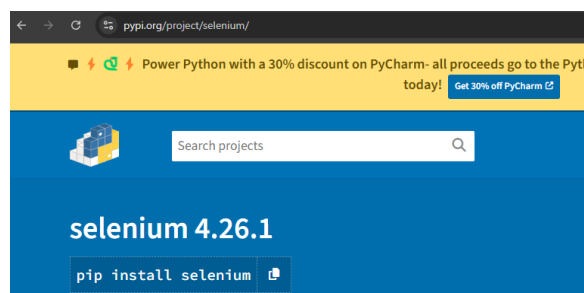 pypi.org/project/selenium/
Power Python with a 30% discount on PyCharm- all proceeds go to the Pyt
today! Get 30% off PyCharm
Search projects
selenium 4.26.1
pip install selenium